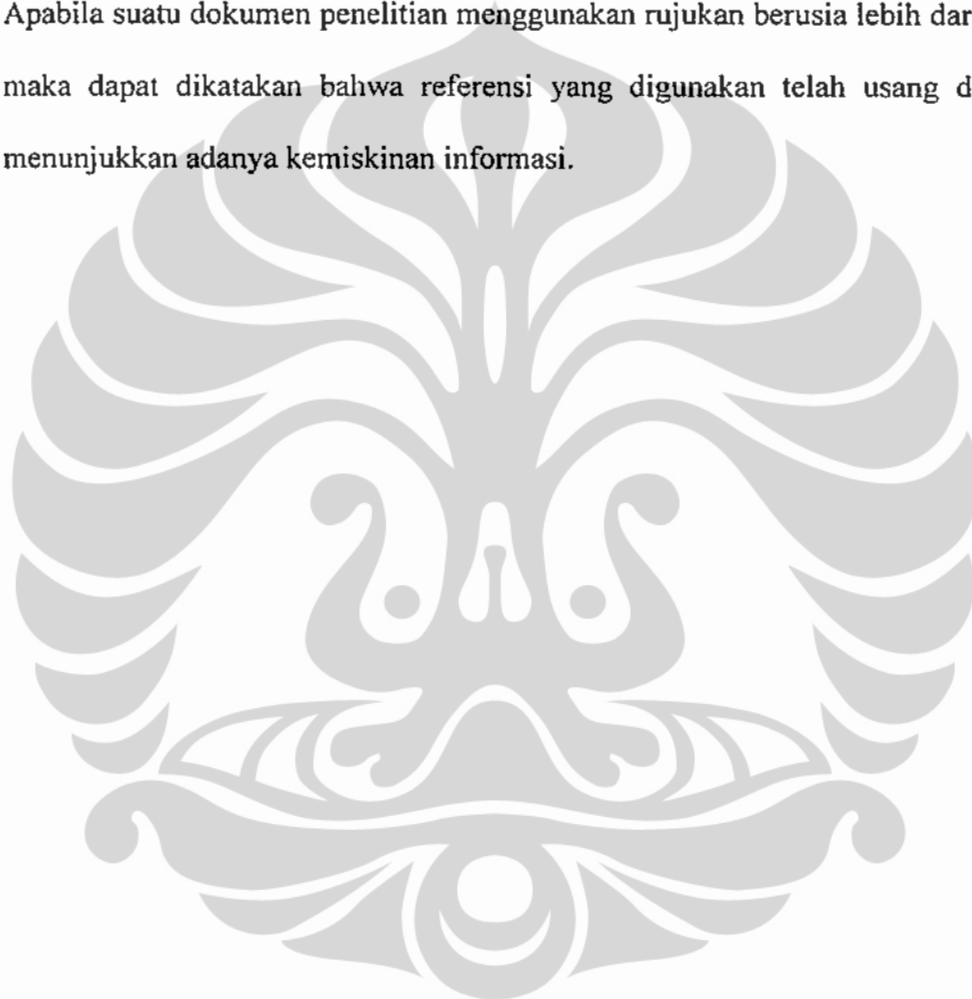 Apabila suatu dokumen penelitian menggunakan rujukan berusia lebih dar
maka dapat dikatakan bahwa referensi yang digunakan telah usang d
menunjukkan adanya kemiskinan informasi.